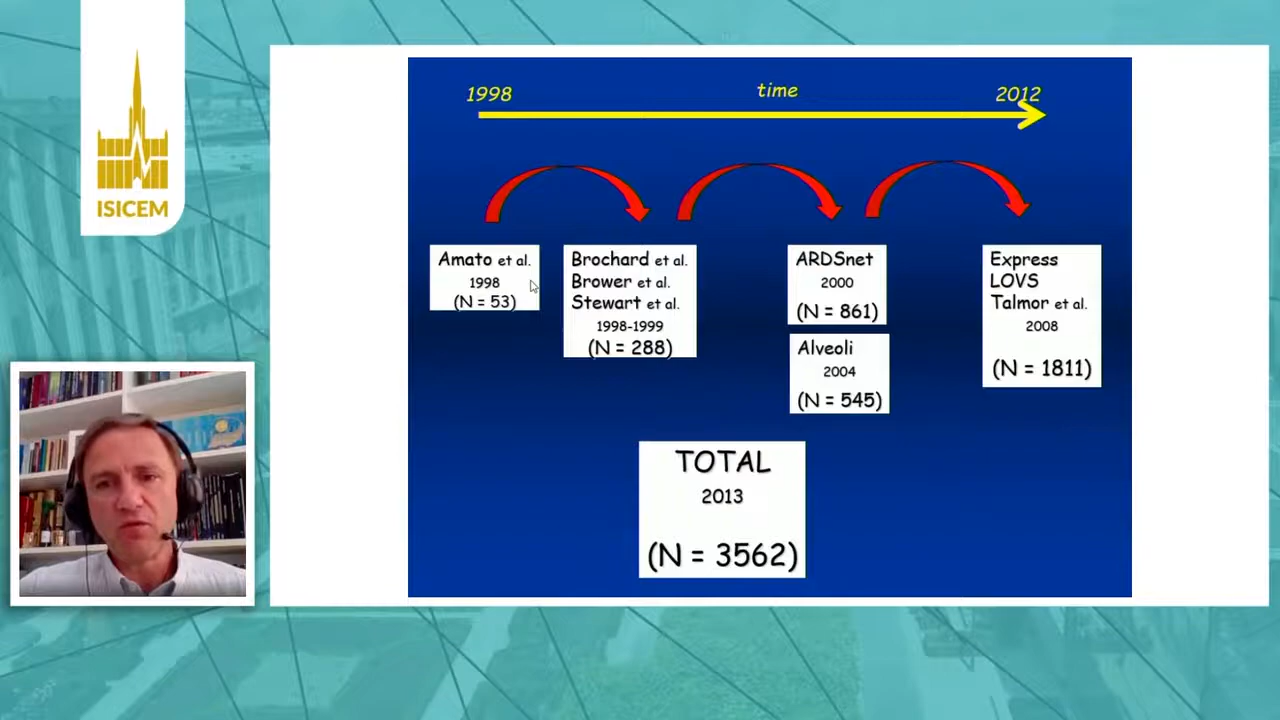 ISICEM
1998 time 2012
Amato et al.
1998
(N = 53)
Brochard et al.
Brower et al.
Stewart et al.
1998-1999
(N = 288)
ARDSnet
2000
(N = 861)
Alveoli
2004
(N = 545)
Express
LOVS
Talmor et al.
2008
(N = 1811)
TOTAL
2013
(N = 3562)